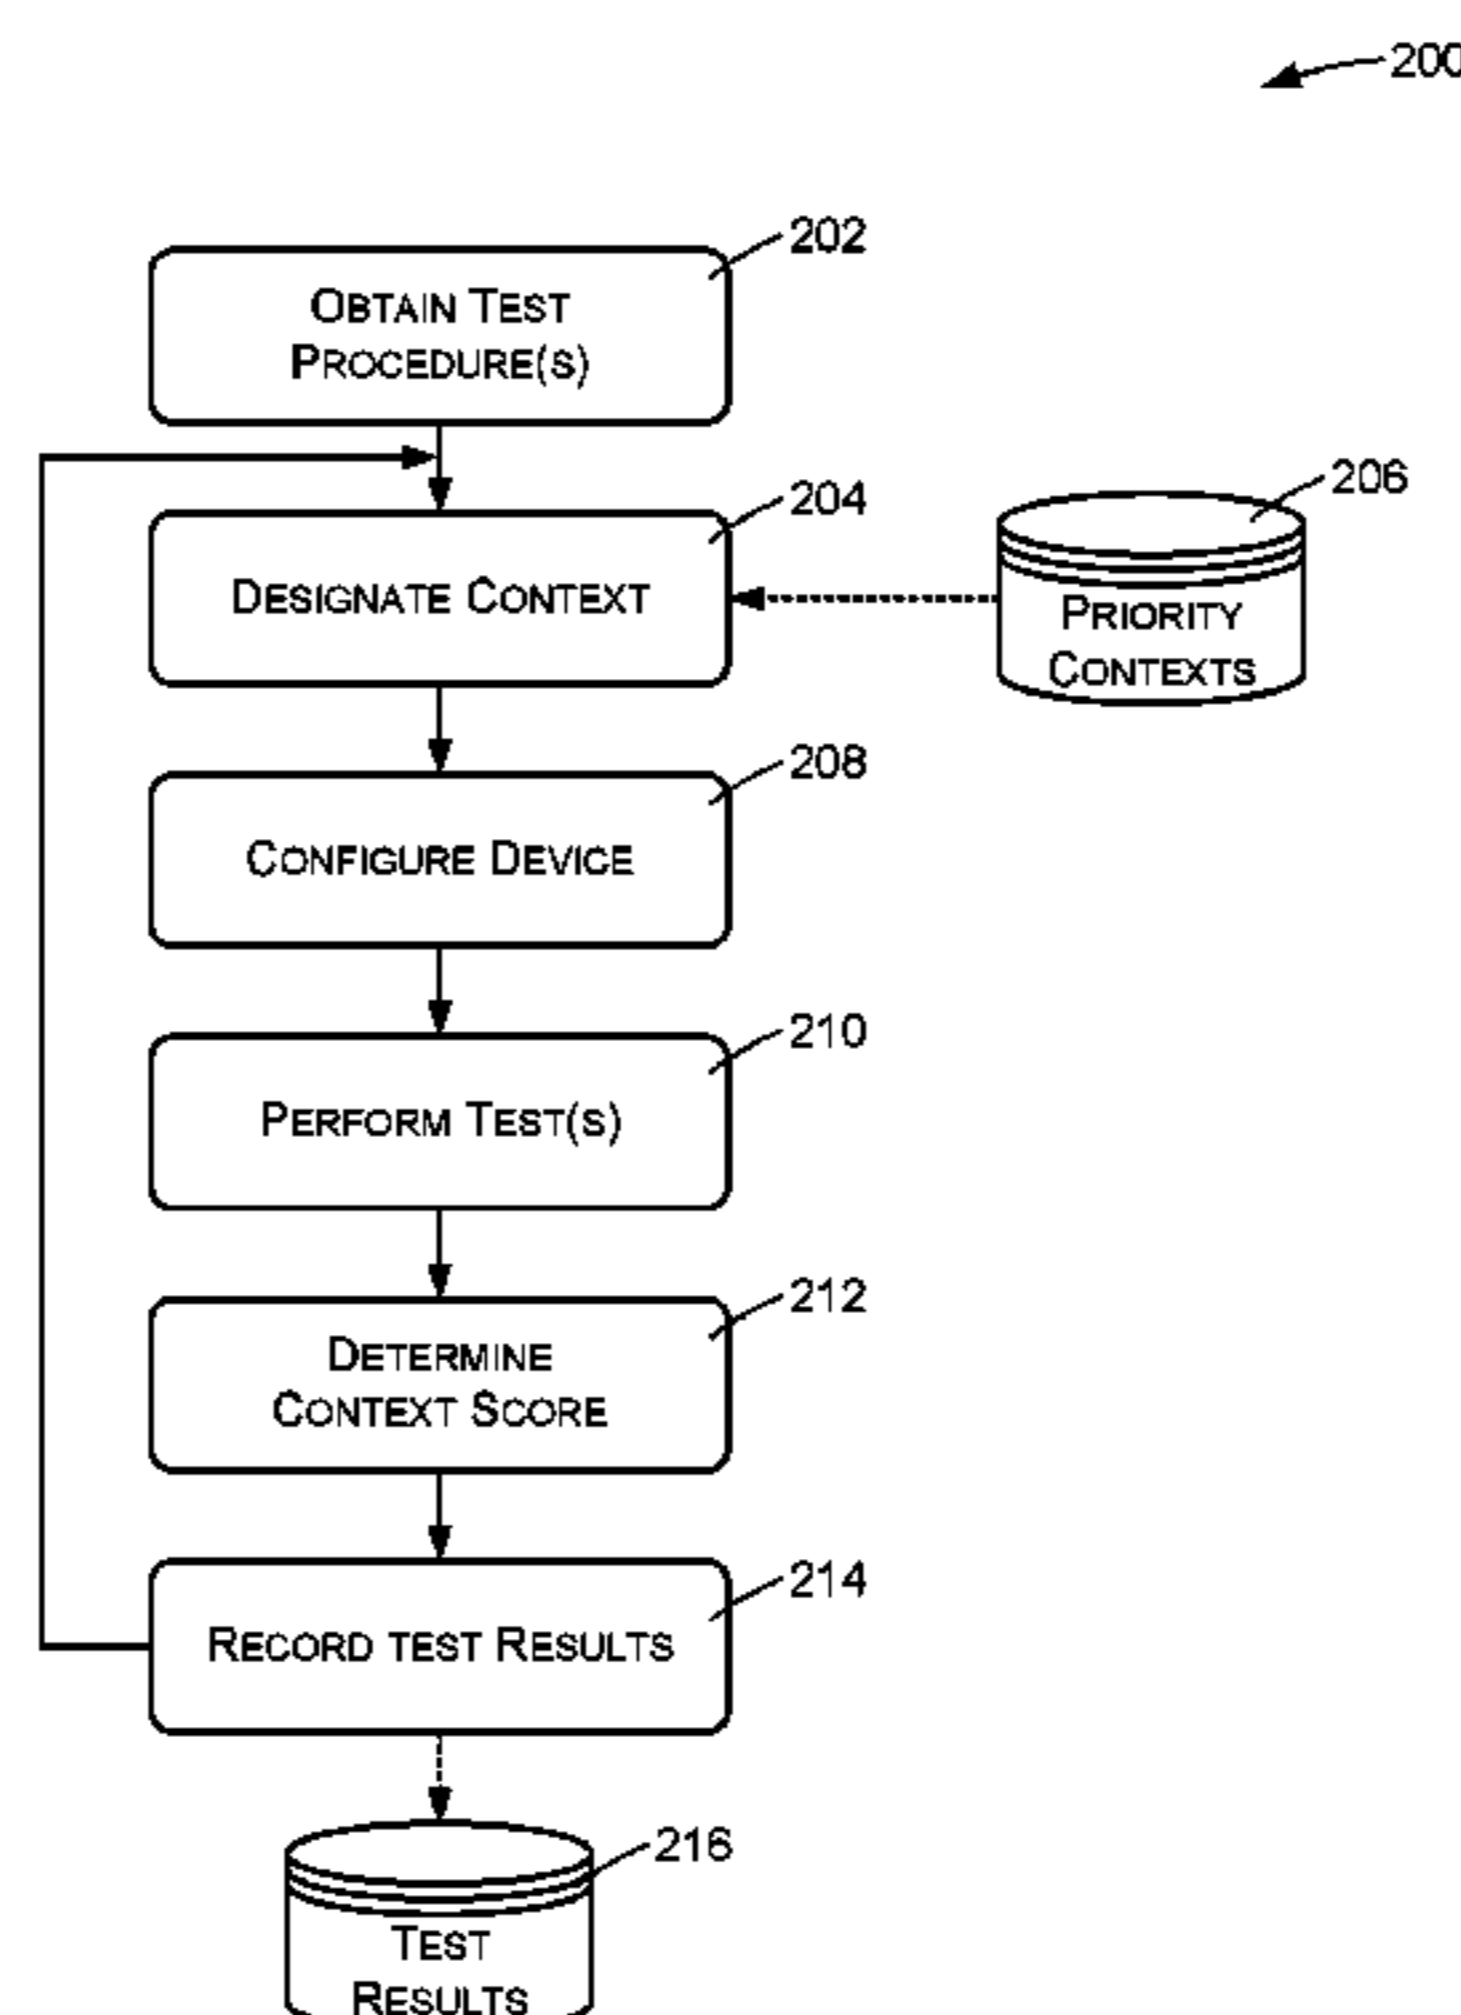 200
202
OBTAIN TEST
PROCEDURE(S)
204
206
DESIGNATE CONTEXT
PRIORITY
CONTEXTS
208
CONFIGURE DEVICE
210
PERFORM TEST(S)
212
DETERMINE
CONTEXT SCORE
214
RECORD TEST RESULTS
216
TEST
RESULTS